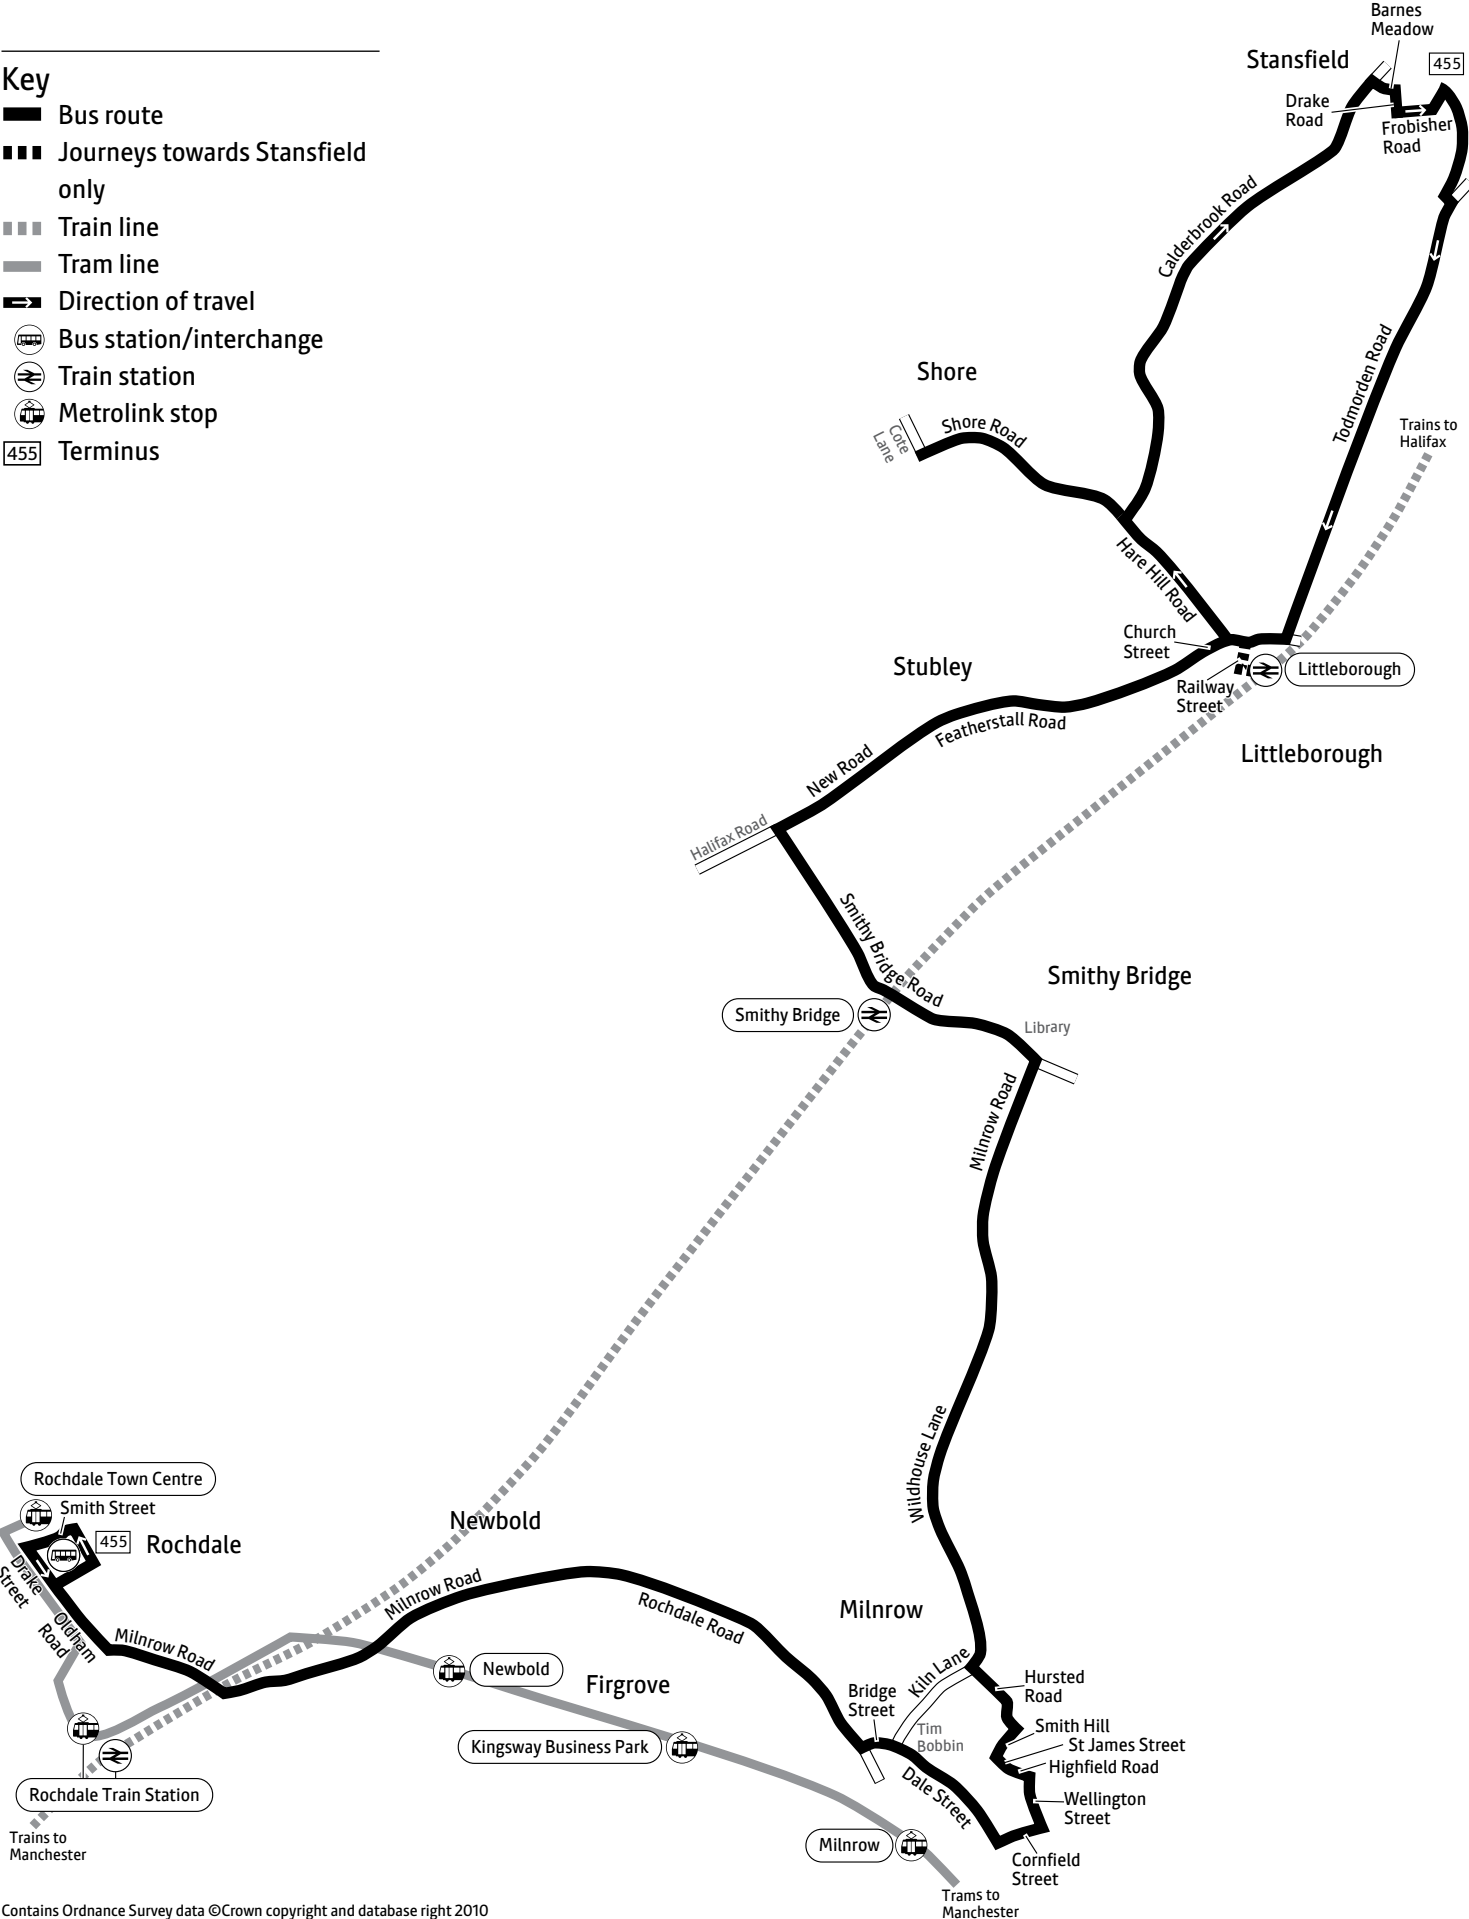 Key
Bus route
Journeys towards Stansfield
only
Train line
Tram line
Direction of travel
Bus station/interchange
Train station
Metrolink stop
455 Terminus
Barnes
Meadow
Stansfield
455
Drake
Road
Frobisher
Road
Calderbrook Road
Todmorden Road
Shore
Shore Road
Cote
Lane
Trains to
Halifax
Hare Hill Road
Church
Street
Stubley
Railway
Street
Littleborough
Littleborough
Featherstall Road
New Road
Halifax Road
Smithy Bridge Road
Smithy Bridge
Smithy Bridge
Library
Milnrow Road
Wildhouse Lane
Rochdale Town Centre
Smith Street
455
Rochdale
Newbold
Drake
Street
Oldham
Road
Milnrow Road
Milnrow Road
Rochdale Road
Milnrow
Newbold
Firgrove
Kiln Lane
Hursted
Road
Bridge
Street
Tim
Bobbin
Smith Hill
St James Street
Highfield Road
Kingsway Business Park
Dale Street
Wellington
Street
Rochdale Train Station
Trains to
Manchester
Milnrow
Cornfield
Street
Trams to
Manchester
Contains Ordnance Survey data ©Crown copyright and database right 2010